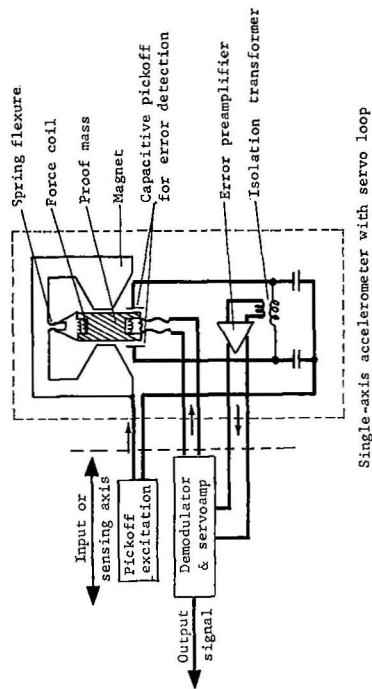 Spring flexure
Force coil
Proof mass
Magnet
Capacitive pickoff
for error detection
Error preamplifier
Isolation transformer
Input or
sensing axis
Pickoff
excitation
Demodulator
& servoamp
Output
signal
Single-axis accelerometer with servo loop